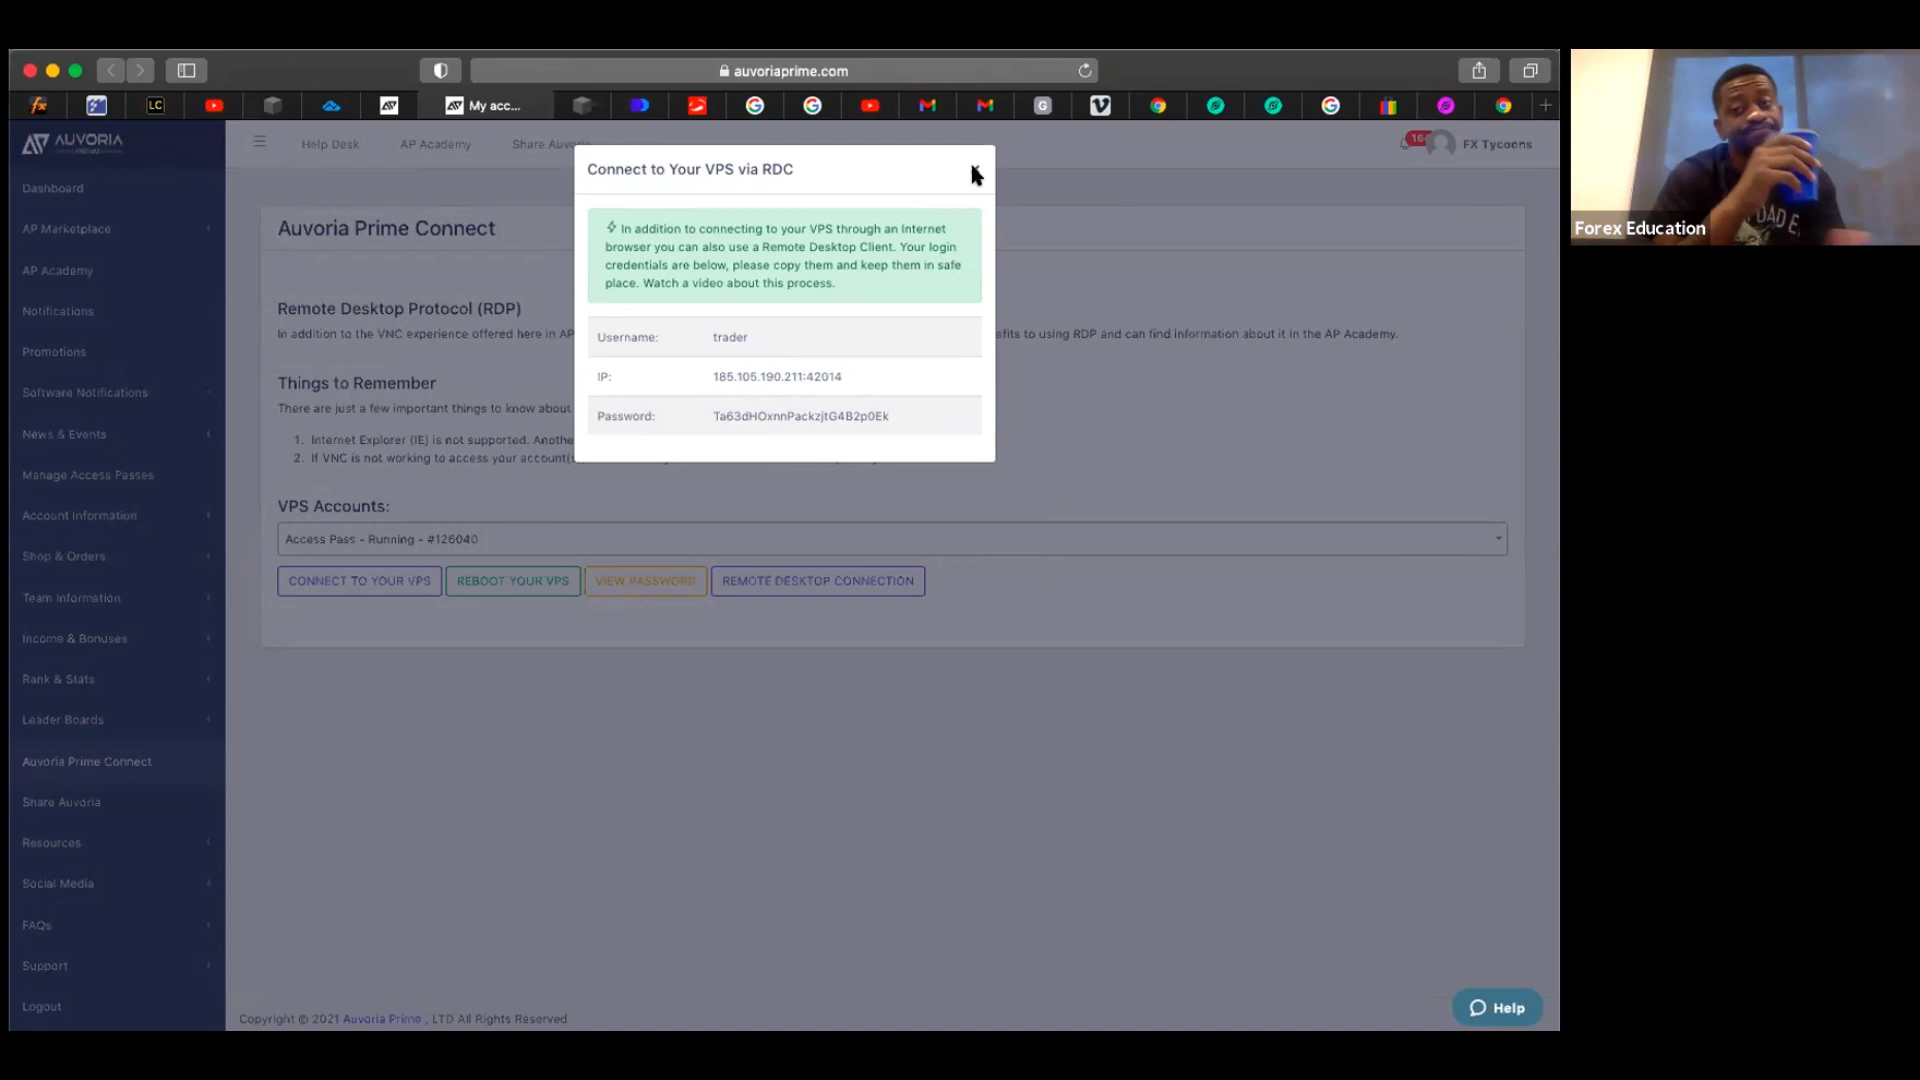 auvoriaprime.com
LC
My acc...
G
AUVORIA
Help Desk
AP Academy
Share Auvoria
164
FX Tycoons
Connect to Your VPS via RDC
In addition to connecting to your VPS through an Internet
browser you can also use a Remote Desktop Client. Your login
credentials are below, please copy them and keep them in safe
place. Watch a video about this process.
Username: trader
IP: 185.105.190.211:42014
Password: Ta63dHOxnnPackzjtG4B2p0Ek
Dashboard
AP Marketplace
AP Academy
Notifications
Promotions
Software Notifications
News & Events
Manage Access Passes
Account Information
Shop & Orders
Team Information
Income & Bonuses
Rank & Stats
Leader Boards
Auvoria Prime Connect
Share Auvoria
Resources
Social Media
FAQs
Support
Logout
Auvoria Prime Connect
Remote Desktop Protocol (RDP)
In addition to the VNC experience offered here in AP
efits to using RDP and can find information about it in the AP Academy.
Things to Remember
There are just a few important things to know about
1. Internet Explorer (IE) is not supported. Anothe
2. If VNC is not working to access your account(s
VPS Accounts:
Access Pass - Running - #126040
CONNECT TO YOUR VPS
REBOOT YOUR VPS
VIEW PASSWORD
REMOTE DESKTOP CONNECTION
Copyright © 2021 Auvoria Prime , LTD All Rights Reserved
Help
DAD E
Forex Education